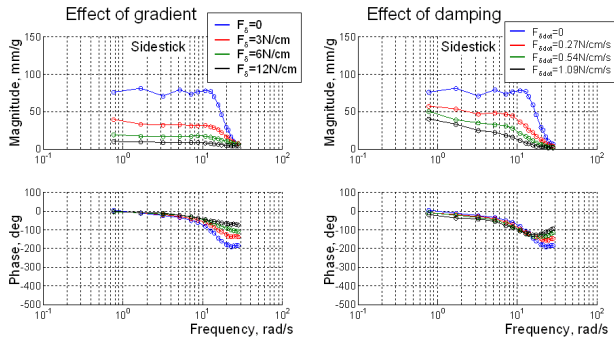 Effect of gradient
Sidestick
F_δ=0
F_δ=3N/cm
F_δ=6N/cm
F_δ=12N/cm
Magnitude, mm/g
150
100
50
0
10^-1
10^0
10^1
10^2
Phase, deg
100
0
-100
-200
-300
-400
-500
10^-1
10^0
10^1
10^2
Frequency, rad/s
Effect of damping
Sidestick
F_δdot=0
F_δdot=0.27N/cm/s
F_δdot=0.54N/cm/s
F_δdot=1.09N/cm/s
Magnitude, mm/g
150
100
50
0
10^-1
10^0
10^1
10^2
Phase, deg
100
0
-100
-200
-300
-400
-500
10^-1
10^0
10^1
10^2
Frequency, rad/s